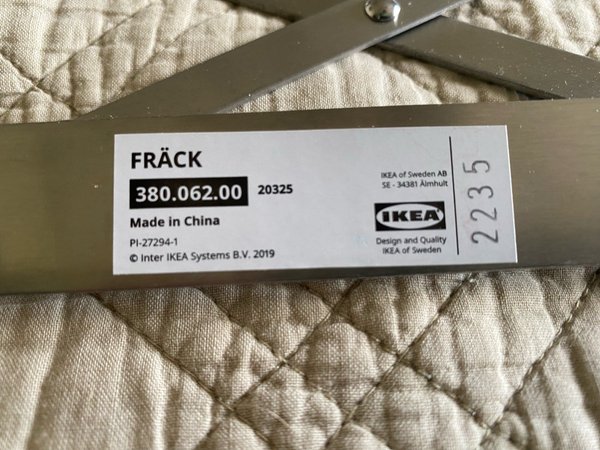 FRÄCK
380.062.00 20325
Made in China
PI-27294-1
© Inter IKEA Systems B.V. 2019
IKEA of Sweden AB
SE - 34381 Älmhult
IKEA
Design and Quality
IKEA of Sweden
2235